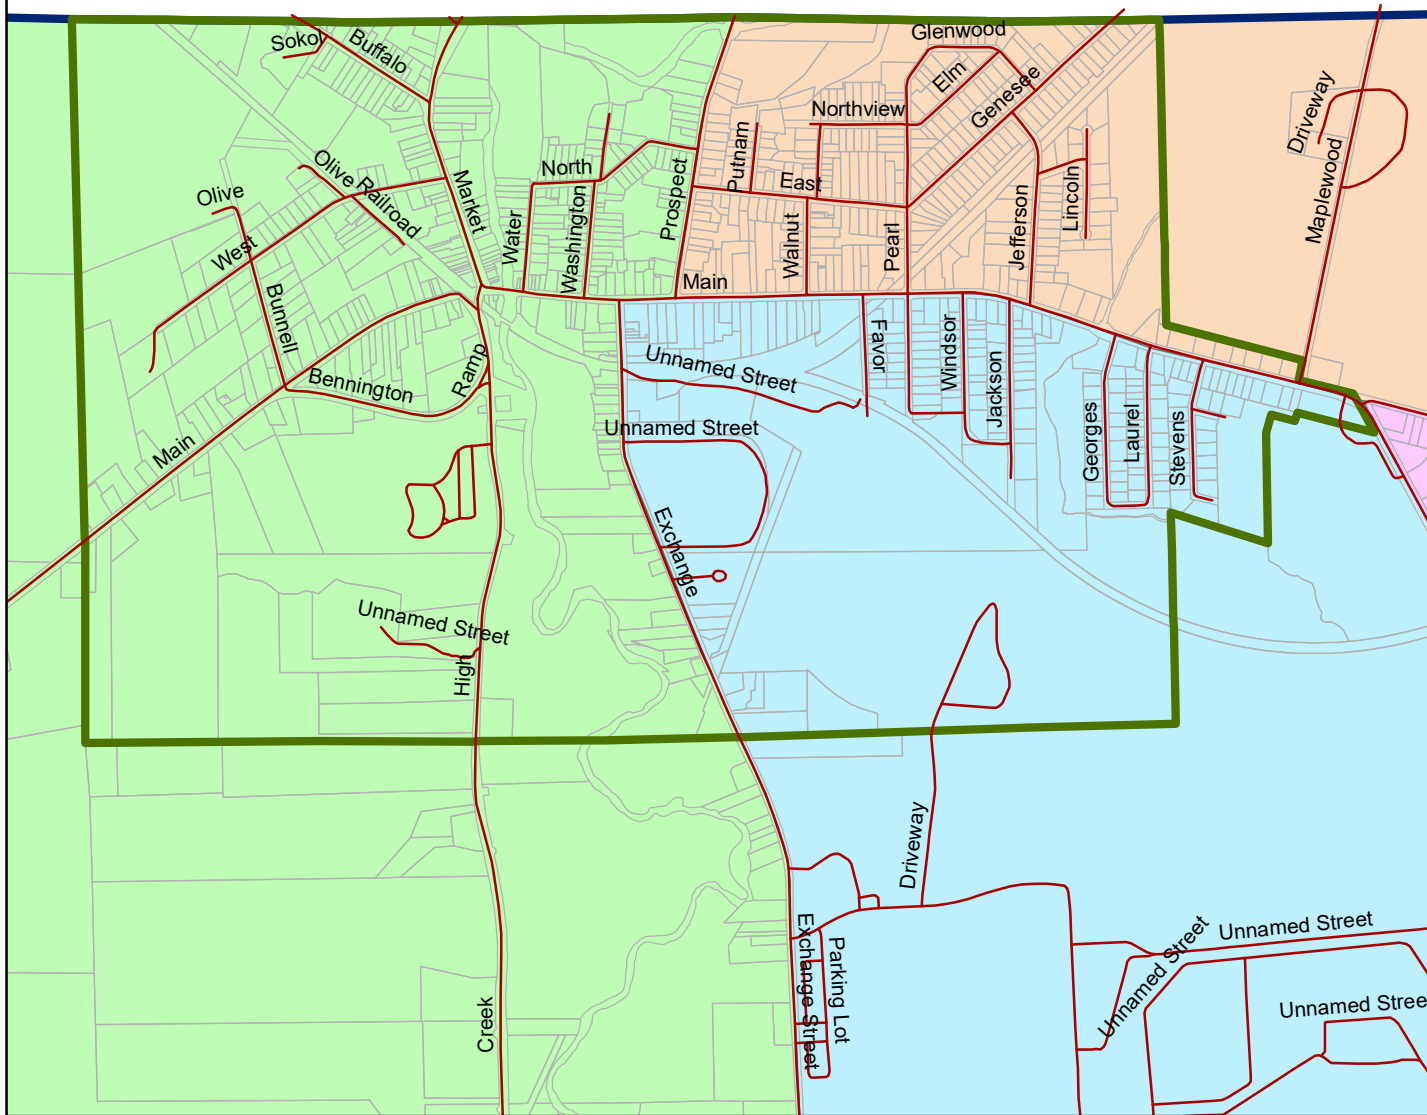 Glenwood
Sokol
Buffalo
Elm
Genesee
Northview
Driveway
Putnam
North
Olive
Railroad
East
Maplewood
Olive
Market
Prospect
Lincoln
Water
Washington
Jefferson
Walnut
Pearl
West
Main
Bunnell
Favor
Windsor
Unnamed Street
Ramp
Bennington
Jackson
Unnamed Street
Georges
Laurel
Stevens
Main
Exchange
Unnamed Street
High
Driveway
Unnamed Street
Unnamed Street
Exchange Street
Parking Lot
Unnamed Stree
Creek